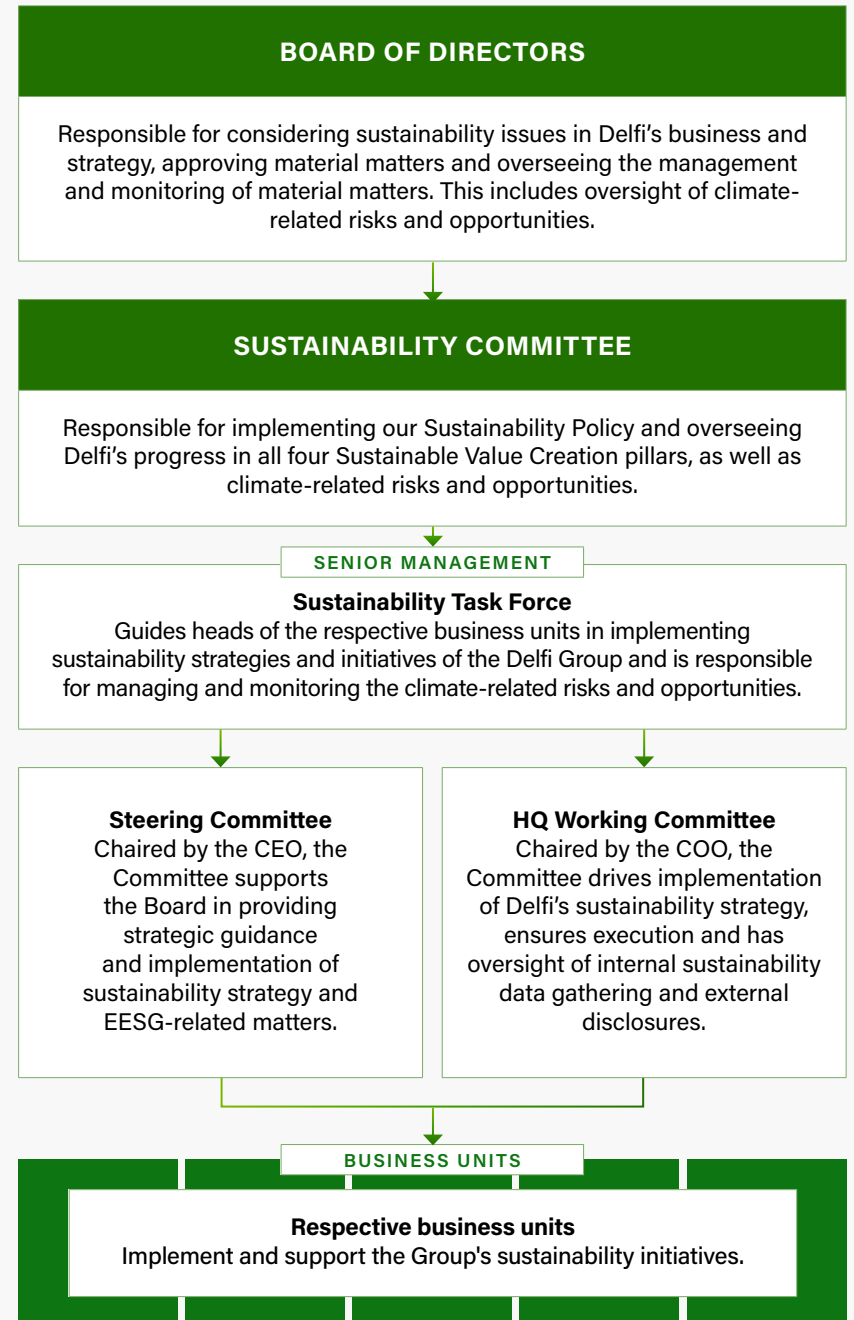 BOARD OF DIRECTORS
Responsible for considering sustainability issues in Delfi's business and
strategy, approving material matters and overseeing the management
and monitoring of material matters. This includes oversight of climate-
related risks and opportunities.
SUSTAINABILITY COMMITTEE
Responsible for implementing our Sustainability Policy and overseeing
Delfi's progress in all four Sustainable Value Creation pillars, as well as
climate-related risks and opportunities.
SENIOR MANAGEMENT
Sustainability Task Force
Guides heads of the respective business units in implementing
sustainability strategies and initiatives of the Delfi Group and is responsible
for managing and monitoring the climate-related risks and opportunities.
Steering Committee
Chaired by the CEO, the
Committee supports
the Board in providing
strategic guidance
and implementation of
sustainability strategy and
EESG-related matters.
HQ Working Committee
Chaired by the COO, the
Committee drives implementation
of Delfi's sustainability strategy,
ensures execution and has
oversight of internal sustainability
data gathering and external
disclosures.
BUSINESS UNITS
Respective business units
Implement and support the Group's sustainability initiatives.